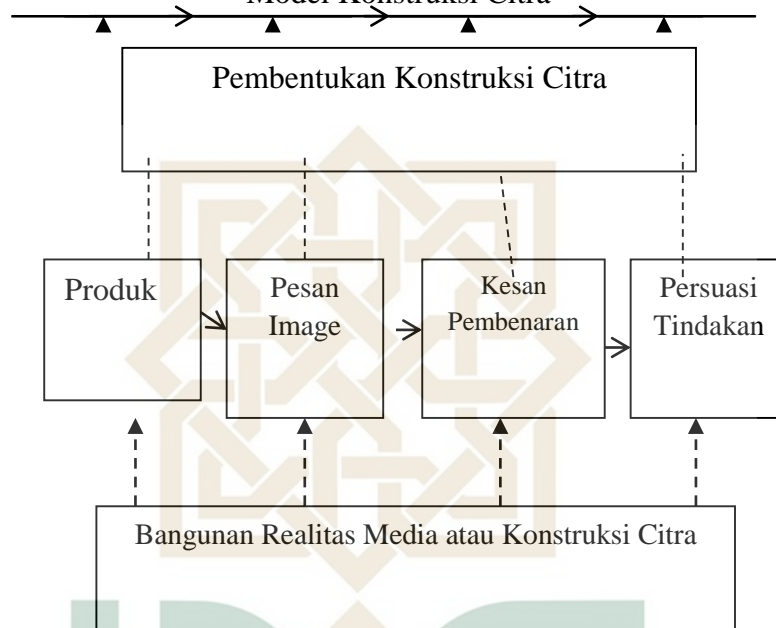 Model Konstruksi Citra
Pembentukan Konstruksi Citra
Produk
Pesan
Image
Kesan
Pembenaran
Persuasi
Tindakan
Bangunan Realitas Media atau Konstruksi Citra